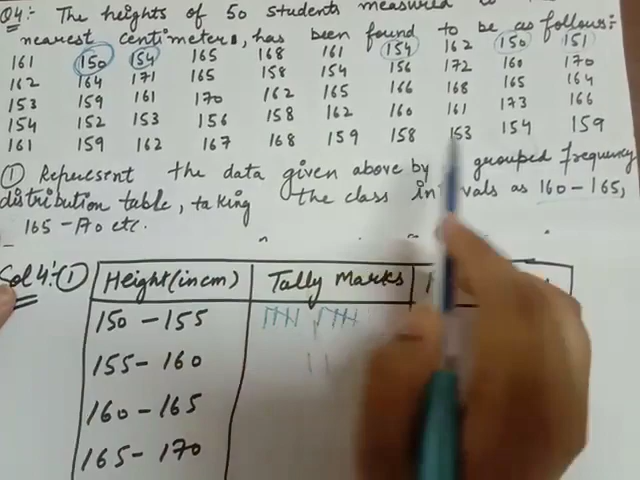 Q4: The heights of 50 students measured to
nearest centimeters, has been found to be as follows:-
161 150 154 165 168 161 154 162 150 151
162 164 171 165 158 154 156 172 160 170
153 159 161 170 162 165 166 168 165 164
154 152 153 156 158 162 160 161 173 166
161 159 162 167 168 159 158 153 154 159
① Represent the data given above by grouped frequency
distribution table, taking the class intervals as 160-165,
165-170 etc.
Sol 4:-①
Height(in cm) Tally Marks
150 - 155
155 - 160
160 - 165
165 - 170